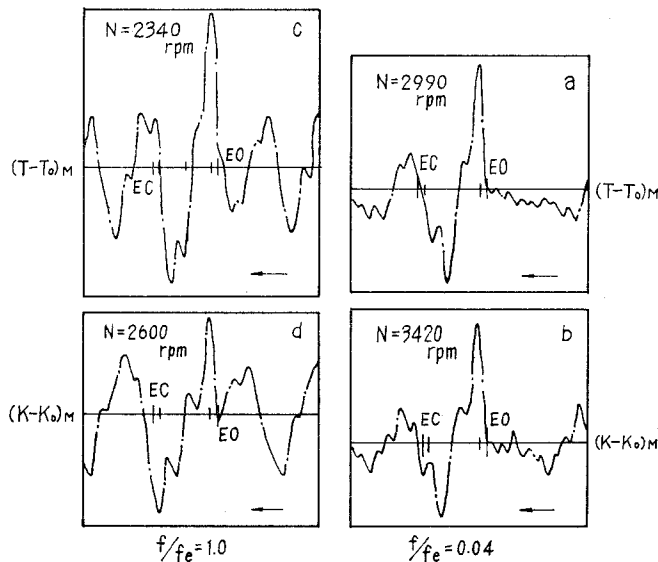 N=2340 rpm c
(T-T₀)M
EC
EO
N=2990 rpm a
EC
EO
(T-T₀)M
N=2600 rpm d
(K-K₀)M
EC
EO
N=3420 rpm b
EC
EO
(K-K₀)M
f/fe=1.0
f/fe=0.04